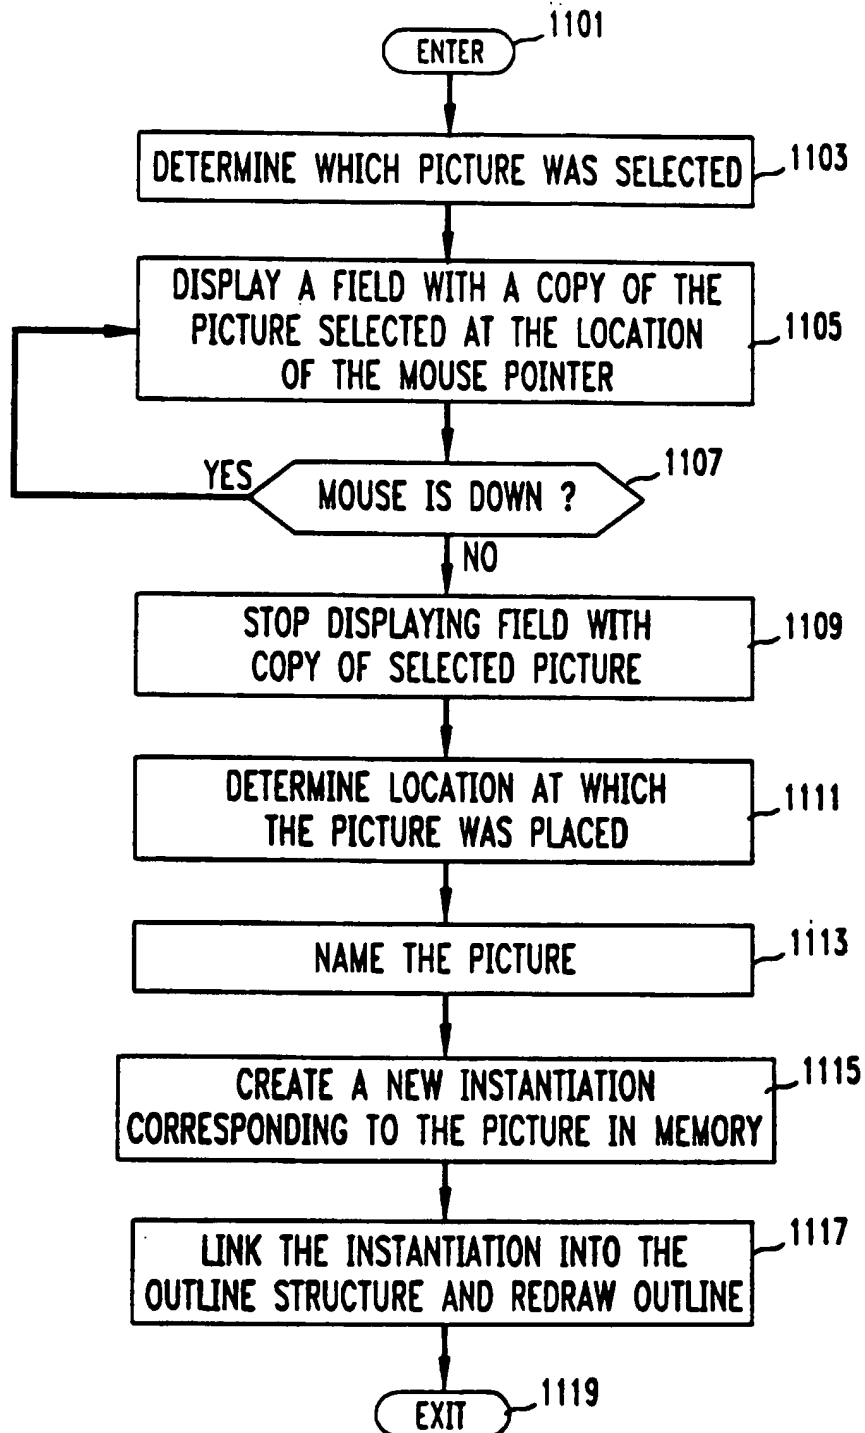 1101
ENTER
DETERMINE WHICH PICTURE WAS SELECTED
1103
DISPLAY A FIELD WITH A COPY OF THE
PICTURE SELECTED AT THE LOCATION
OF THE MOUSE POINTER
1105
YES
MOUSE IS DOWN ?
1107
NO
STOP DISPLAYING FIELD WITH
COPY OF SELECTED PICTURE
1109
DETERMINE LOCATION AT WHICH
THE PICTURE WAS PLACED
1111
NAME THE PICTURE
1113
CREATE A NEW INSTANTIATION
CORRESPONDING TO THE PICTURE IN MEMORY
1115
LINK THE INSTANTIATION INTO THE
OUTLINE STRUCTURE AND REDRAW OUTLINE
1117
EXIT
1119